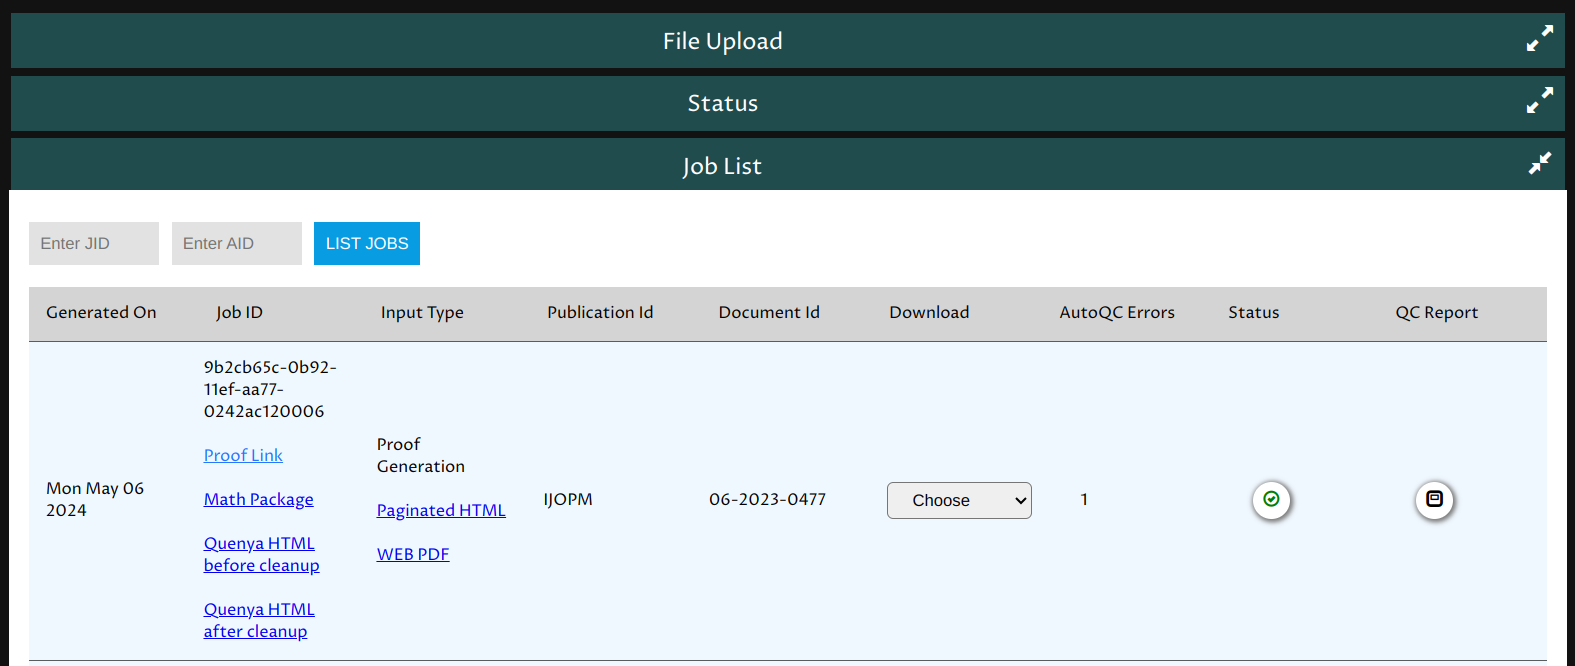 File Upload
Status
Job List
Enter JID
Enter AID
LIST JOBS
Generated On
Job ID
Input Type
Publication Id
Document Id
Download
AutoQC Errors
Status
QC Report
Mon May 06
2024
9b2cb65c-0b92-
11ef-aa77-
0242ac120006
Proof Link
Math Package
Quenya HTML
before cleanup
Quenya HTML
after cleanup
Proof
Generation
Paginated HTML
WEB PDF
IJOPM
06-2023-0477
Choose
1